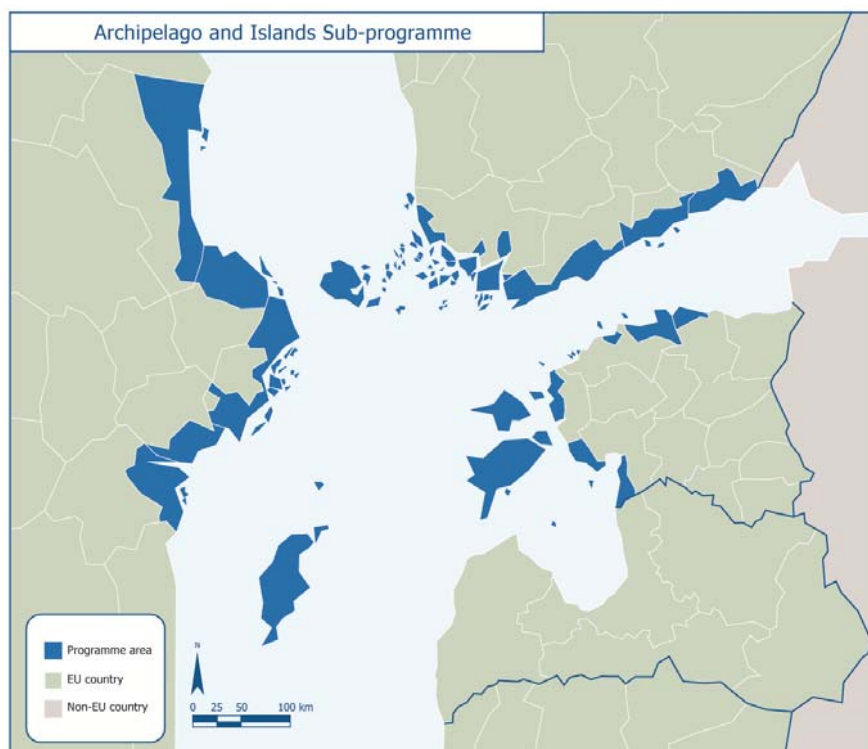 Archipelago and Islands Sub-programme
Programme area
EU country
Non-EU country
N
0 25 50 100 km